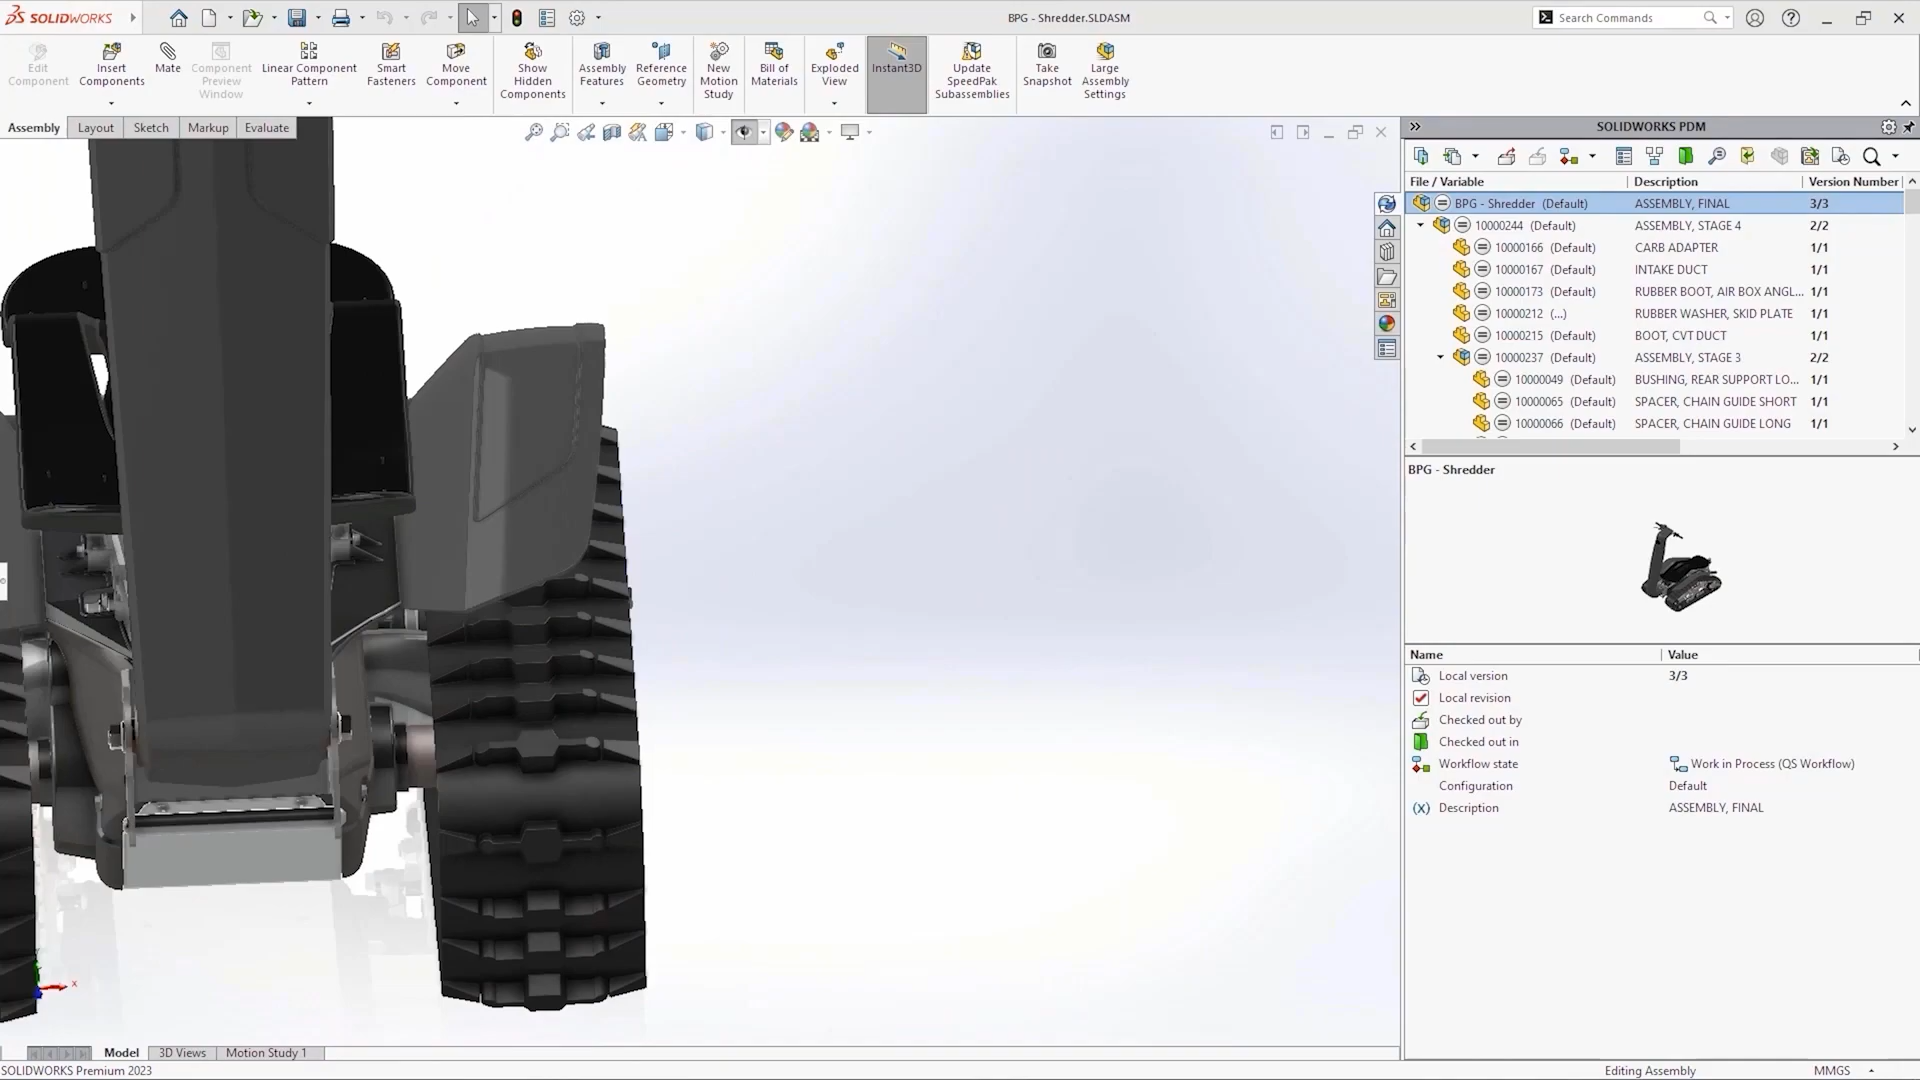 SOLIDWORKS
BPG - Shredder.SLDASM
Search Commands
Edit Component
Insert Components
Mate
Component Preview Window
Linear Component Pattern
Smart Fasteners
Move Component
Show Hidden Components
Assembly Features
Reference Geometry
New Motion Study
Bill of Materials
Exploded View
Instant3D
Update SpeedPak Subassemblies
Take Snapshot
Large Assembly Settings
Assembly Layout Sketch Markup Evaluate
SOLIDWORKS PDM
File / Variable Description Version Number
BPG - Shredder (Default) ASSEMBLY, FINAL 3/3
10000244 (Default) ASSEMBLY, STAGE 4 2/2
10000166 (Default) CARB ADAPTER 1/1
10000167 (Default) INTAKE DUCT 1/1
10000173 (Default) RUBBER BOOT, AIR BOX ANGL... 1/1
10000212 (...) RUBBER WASHER, SKID PLATE 1/1
10000215 (Default) BOOT, CVT DUCT 1/1
10000237 (Default) ASSEMBLY, STAGE 3 2/2
10000049 (Default) BUSHING, REAR SUPPORT LO... 1/1
10000065 (Default) SPACER, CHAIN GUIDE SHORT 1/1
10000066 (Default) SPACER, CHAIN GUIDE LONG 1/1
BPG - Shredder
Name Value
Local version 3/3
Local revision
Checked out by
Checked out in
Workflow state Work in Process (QS Workflow)
Configuration Default
(x) Description ASSEMBLY, FINAL
x
Model 3D Views Motion Study 1
SOLIDWORKS Premium 2023 Editing Assembly MMGS